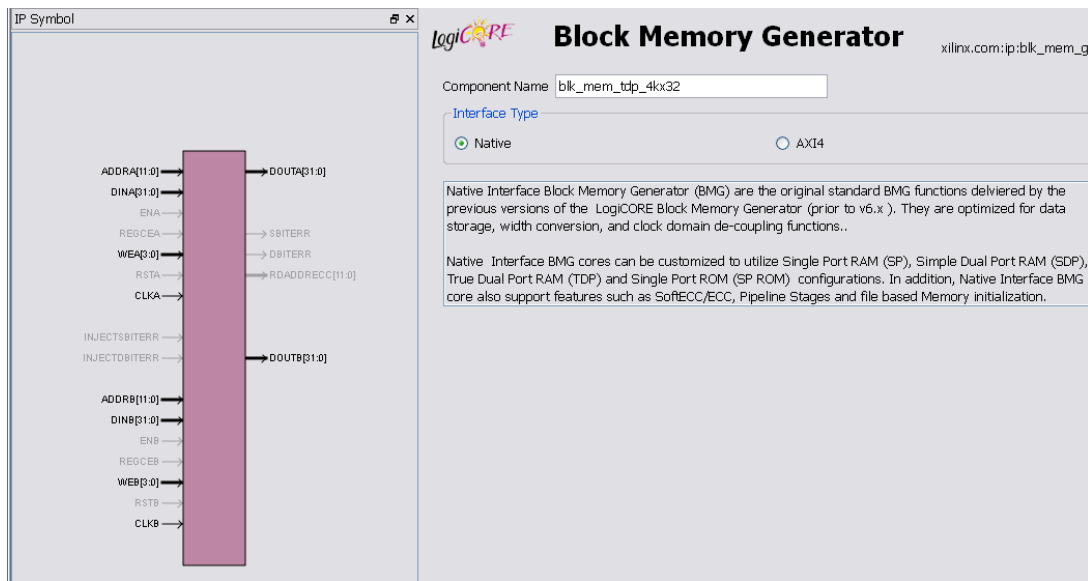 IP Symbol
ADDRA[11:0]
DINA[31:0]
ENA
REGCEA
WEA[3:0]
RSTA
CLKA
INJECTSBITERR
INJECTDBITERR
ADDRB[11:0]
DINB[31:0]
ENB
REGCEB
WEB[3:0]
RSTB
CLKB
DOUTA[31:0]
SBITERR
DBITERR
RDADDRECC[11:0]
DOUTB[31:0]
LogiCORE
Block Memory Generator
xilinx.com:ip:blk_mem_g
Component Name blk_mem_tdp_4kx32
Interface Type
Native
AXI4
Native Interface Block Memory Generator (BMG) are the original standard BMG functions delviered by the
previous versions of the LogiCORE Block Memory Generator (prior to v6.x ). They are optimized for data
storage, width conversion, and clock domain de-coupling functions..
Native Interface BMG cores can be customized to utilize Single Port RAM (SP), Simple Dual Port RAM (SDP),
True Dual Port RAM (TDP) and Single Port ROM (SP ROM) configurations. In addition, Native Interface BMG
core also support features such as SoftECC/ECC, Pipeline Stages and file based Memory initialization.